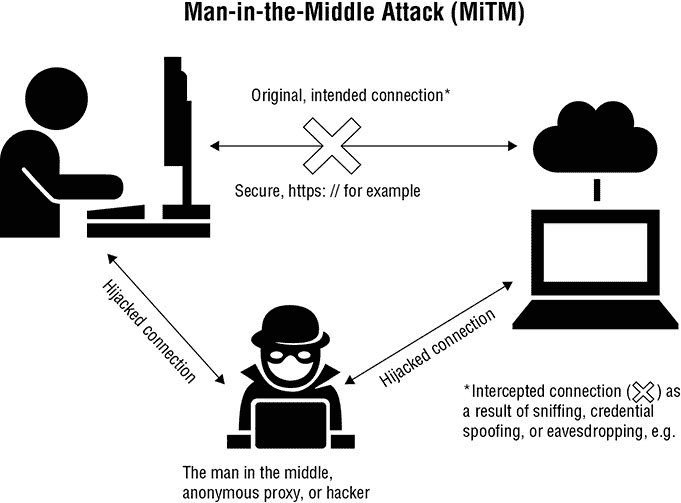 Man-in-the-Middle Attack (MiTM)
Original, intended connection*
Secure, https: // for example
Hijacked connection
Hijacked connection
*Intercepted connection (X) as
a result of sniffing, credential
spoofing, or eavesdropping, e.g.
The man in the middle,
anonymous proxy, or hacker